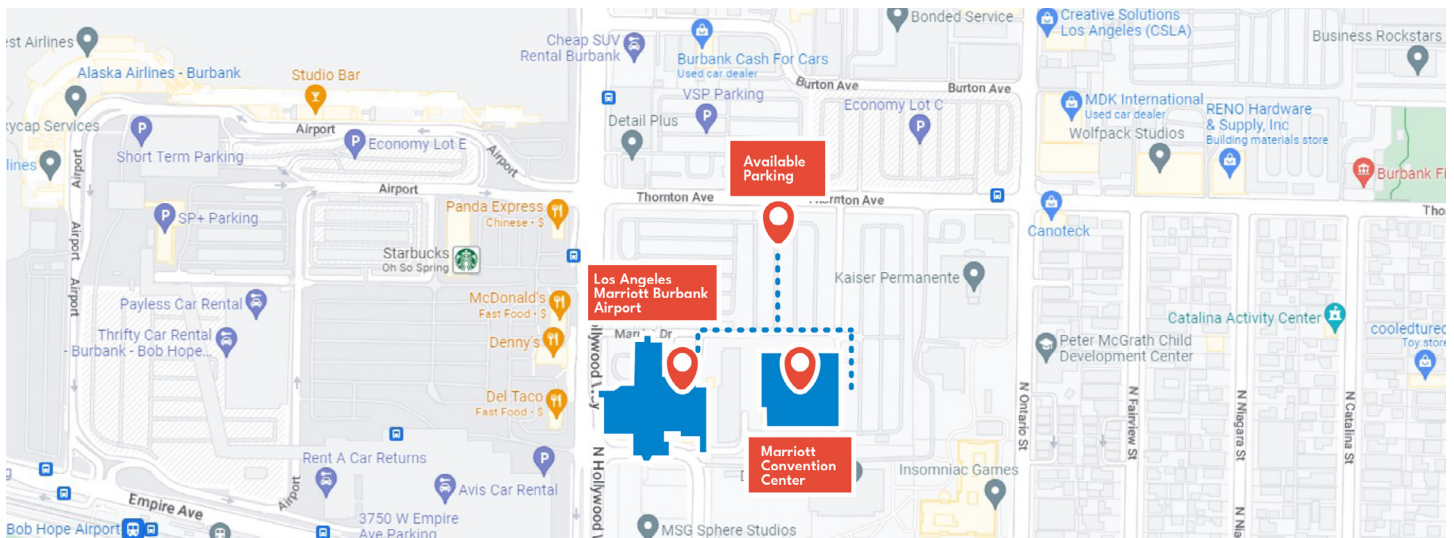 est Airlines
Alaska Airlines - Burbank
Studio Bar
Cheap SUV
Rental Burbank
Burbank Cash For Cars
Used car dealer
Bonded Service
Creative Solutions
Los Angeles (CSLA)
Business Rockstars
Burton Ave
Burton Ave
VSP Parking
Economy Lot C
MDK International
Used car dealer
Wolfpack Studios
RENO Hardware
& Supply, Inc
Building materials store
Detail Plus
Airport
Economy Lot E
Short Term Parking
Airport
Airport
lines
Airport
Available
Parking
Burbank Fi
Thornton Ave
Thornton Ave
Tho
Panda Express
Chinese • $
SP+ Parking
Starbucks
Oh So Spring
Canoteck
Airport
Airport
Los Angeles
Marriott Burbank
Airport
Kaiser Permanente
Payless Car Rental
McDonald's
Fast Food • $
Thrifty Car Rental
- Burbank - Bob Hope...
Denny's
Catalina Activity Center
cooledtured
Toy store
Peter McGrath Child
Development Center
Del Taco
Fast Food • $
N Ontario St
N Fairview St
N Niagara St
N Catalina St
Marriott
Convention
Center
Rent A Car Returns
Airport
Avis Car Rental
N Hollywood
Insomniac Games
Empire Ave
3750 W Empire
Ave Parking
MSG Sphere Studios
Bob Hope Airport
N Nia